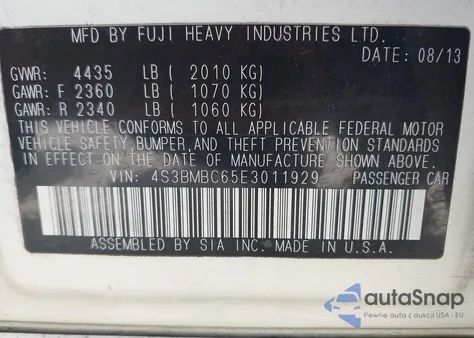 MFD BY FUJI HEAVY INDUSTRIES LTD.
DATE: 08/13
GVWR: 4435 LB ( 2010 KG)
GAWR: F 2360 LB ( 1070 KG)
GAWR: R 2340 LB ( 1060 KG)
THIS VEHICLE CONFORMS TO ALL APPLICABLE FEDERAL MOTOR
VEHICLE SAFETY, BUMPER, AND THEFT PREVENTION STANDARDS
IN EFFECT ON THE DATE OF MANUFACTURE SHOWN ABOVE.
VIN: 4S3BMBC65E3011929 PASSENGER CAR
ASSEMBLED BY SIA INC. MADE IN U.S.A.
autoSnap
Pewne auta z aukcji USA i EU